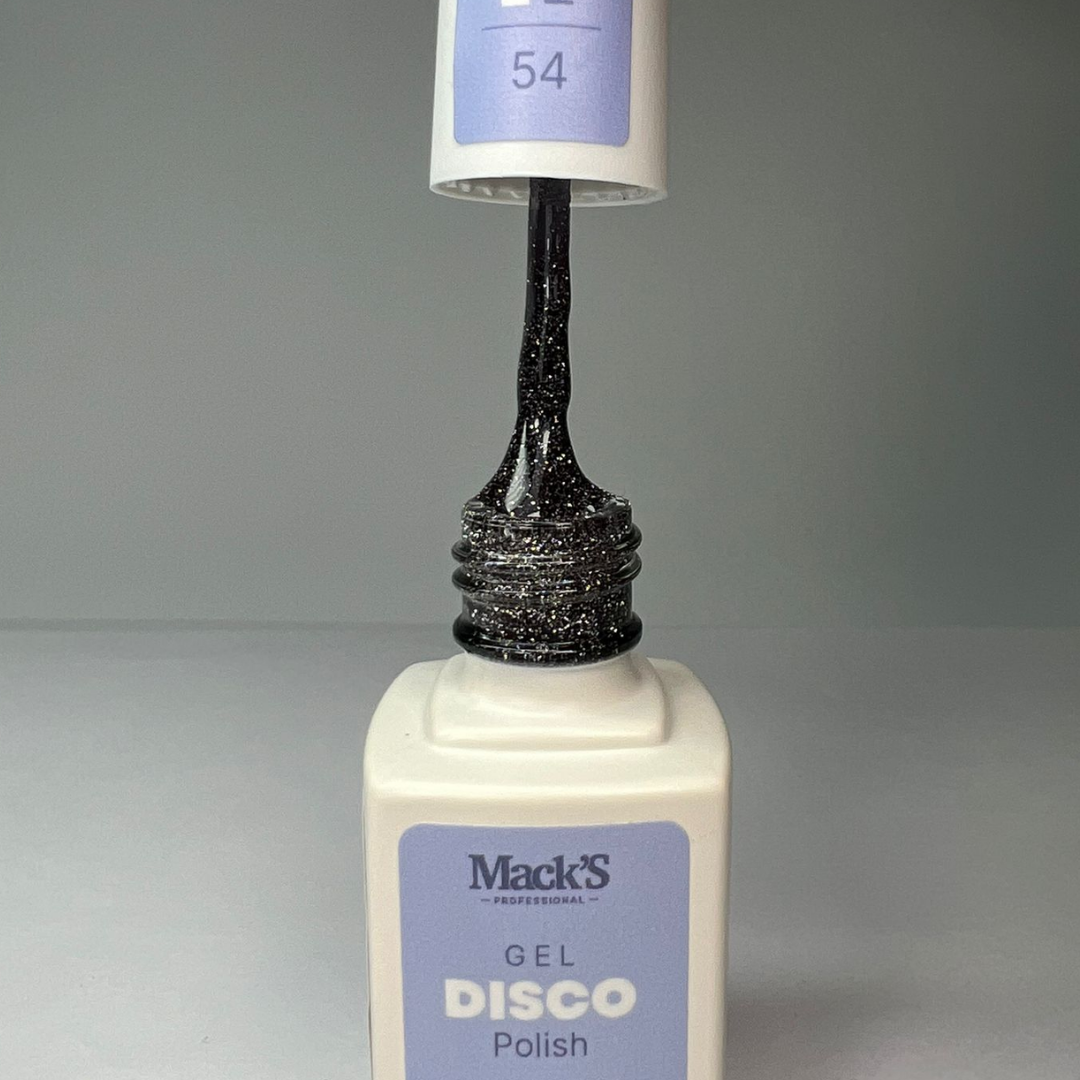 54
Mack'S
PROFESSIONAL
GEL
DISCO
Polish